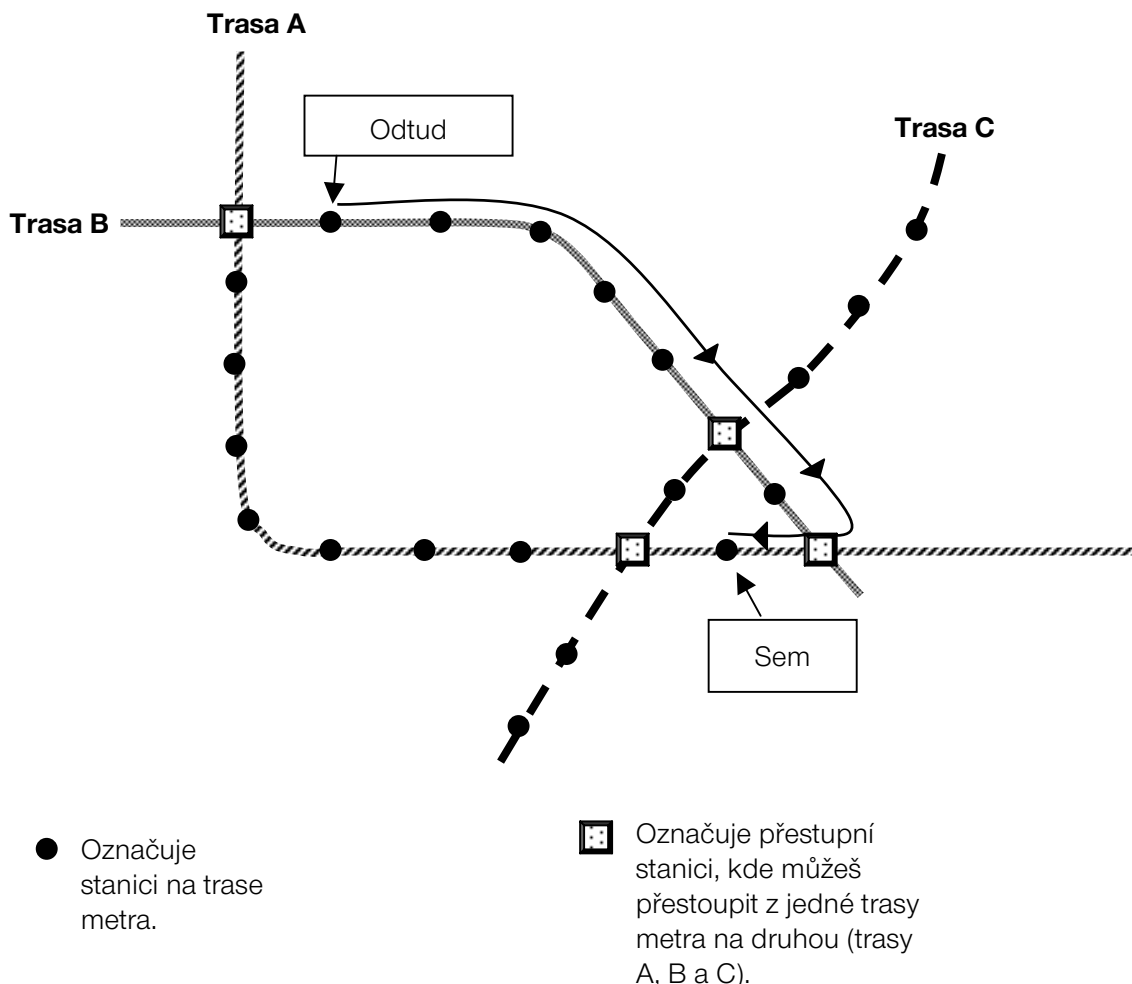 Trasa A
Odtud
Trasa C
Trasa B
Sem
Označuje
stanici na trase
metra.
Označuje přestupní
stanici, kde můžeš
přestoupit z jedné trasy
metra na druhou (trasy
A, B a C).